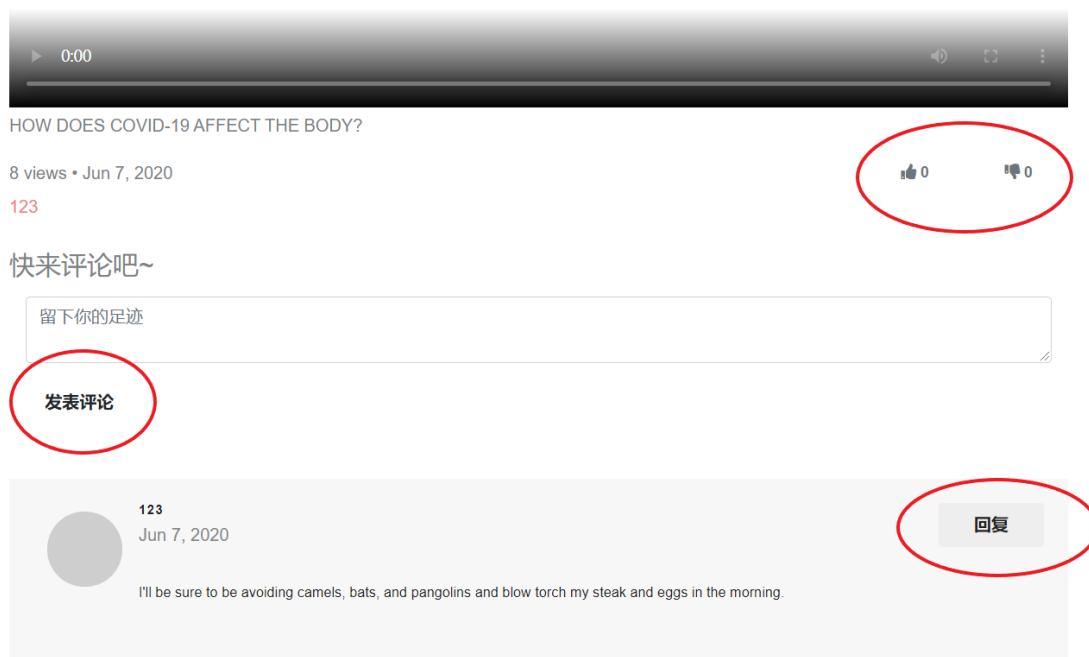 0:00
HOW DOES COVID-19 AFFECT THE BODY?
8 views • Jun 7, 2020
0
0
123
快来评论吧~
留下你的足迹
发表评论
123
回复
Jun 7, 2020
I'll be sure to be avoiding camels, bats, and pangolins and blow torch my steak and eggs in the morning.